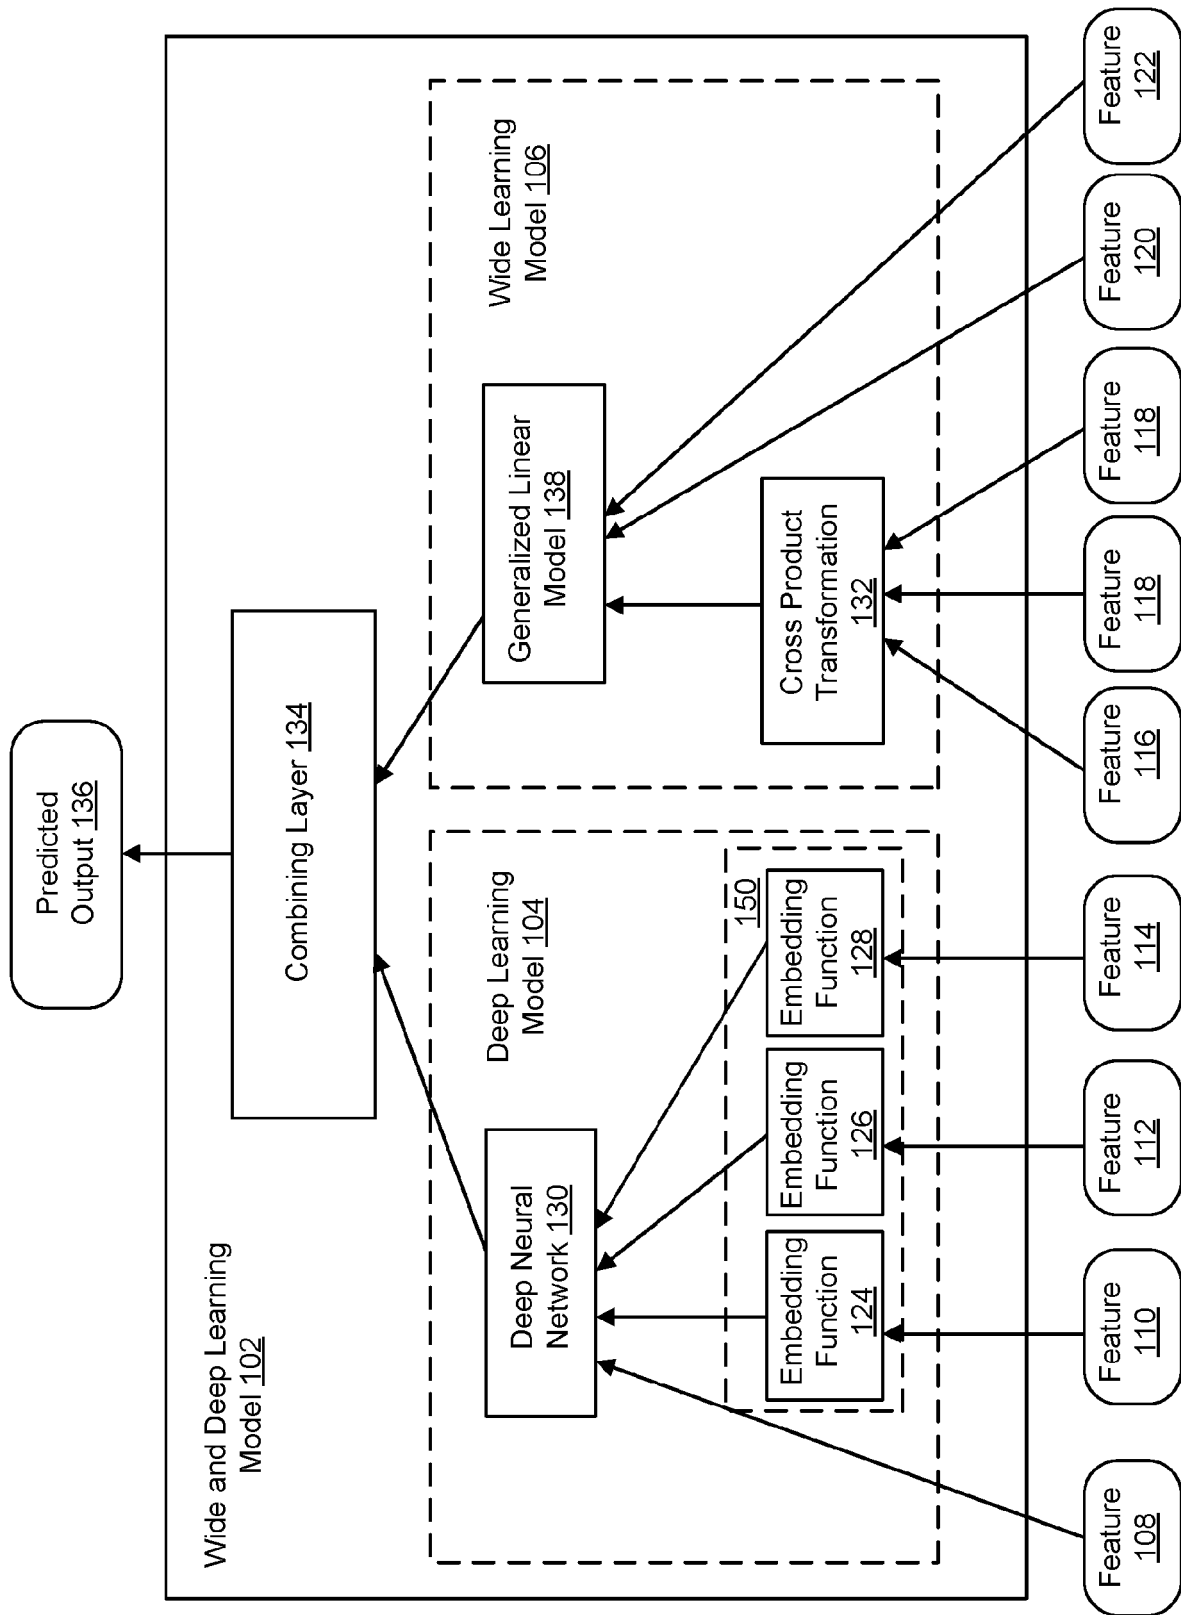 Predicted
Output 136
Wide and Deep Learning
Model 102
Combining Layer 134
Deep Learning
Model 104
Wide Learning
Model 106
Deep Neural
Network 130
Generalized Linear
Model 138
150
Embedding
Function
124
Embedding
Function
126
Embedding
Function
128
Cross Product
Transformation
132
Feature
108
Feature
110
Feature
112
Feature
114
Feature
116
Feature
118
Feature
118
Feature
120
Feature
122